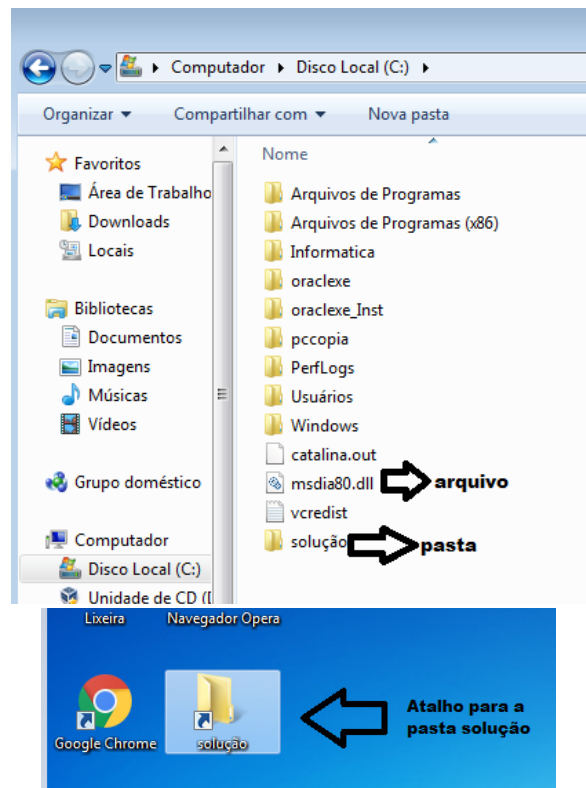 Computador ▸ Disco Local (C:) ▸
Organizar Compartilhar com Nova pasta
Favoritos
Área de Trabalho
Downloads
Locais
Bibliotecas
Documentos
Imagens
Músicas
Vídeos
Grupo doméstico
Computador
Disco Local (C:)
Unidade de CD (D
Nome
Arquivos de Programas
Arquivos de Programas (x86)
Informatica
oraclexe
oraclexe_Inst
pccopia
PerfLogs
Usuários
Windows
catalina.out
msdia80.dll arquivo
vcredist
solução pasta
Lixeira Navegador Opera
Google Chrome solução
Atalho para a
pasta solução